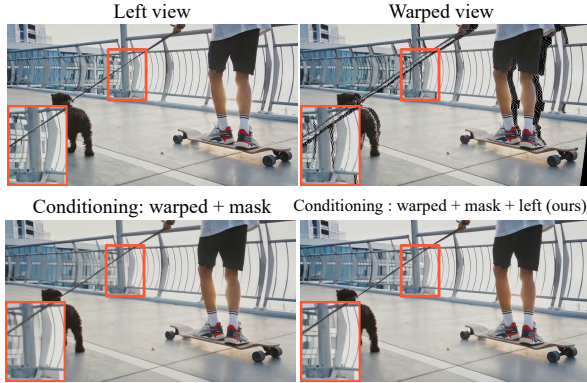 Left view
Warped view
Conditioning: warped + mask
Conditioning : warped + mask + left (ours)